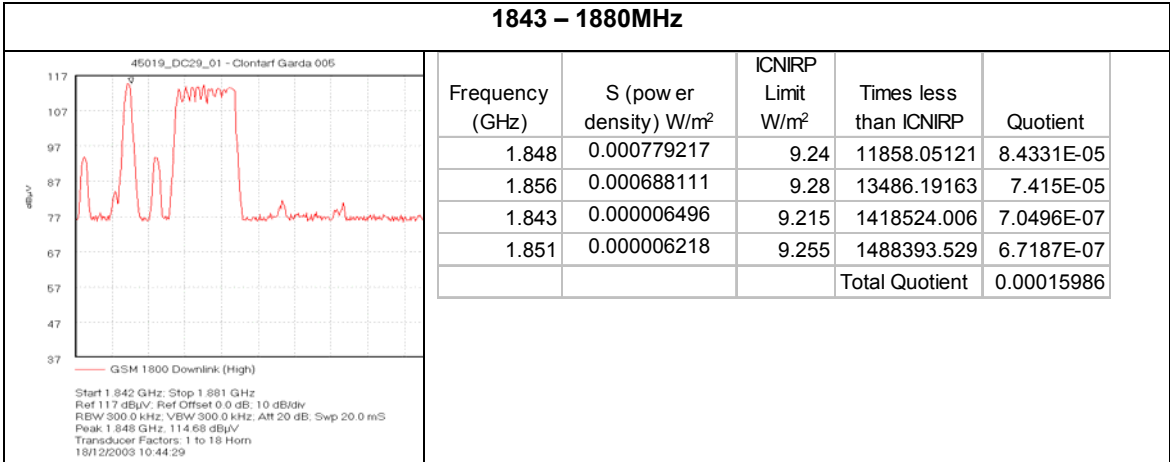 1843 – 1880MHz
45019_DC29_01 - Clontarf Garda 005
117
107
97
87
77
67
57
47
37
dBµV
GSM 1800 Downlink (High)
Start 1.842 GHz; Stop 1.881 GHz
Ref 117 dBµV; Ref Offset 0.0 dB; 10 dB/div
RBW 300.0 kHz; VBW 300.0 kHz; Att 20 dB; Swp 20.0 mS
Peak 1.848 GHz, 114.68 dBµV
Transducer Factors: 1 to 18 Horn
18/12/2003 10:44:29
Frequency (GHz) S (pow er density) W/m² ICNIRP Limit W/m² Times less than ICNIRP Quotient
1.848 0.000779217 9.24 11858.05121 8.4331E-05
1.856 0.000688111 9.28 13486.19163 7.415E-05
1.843 0.000006496 9.215 1418524.006 7.0496E-07
1.851 0.000006218 9.255 1488393.529 6.7187E-07
Total Quotient 0.00015986